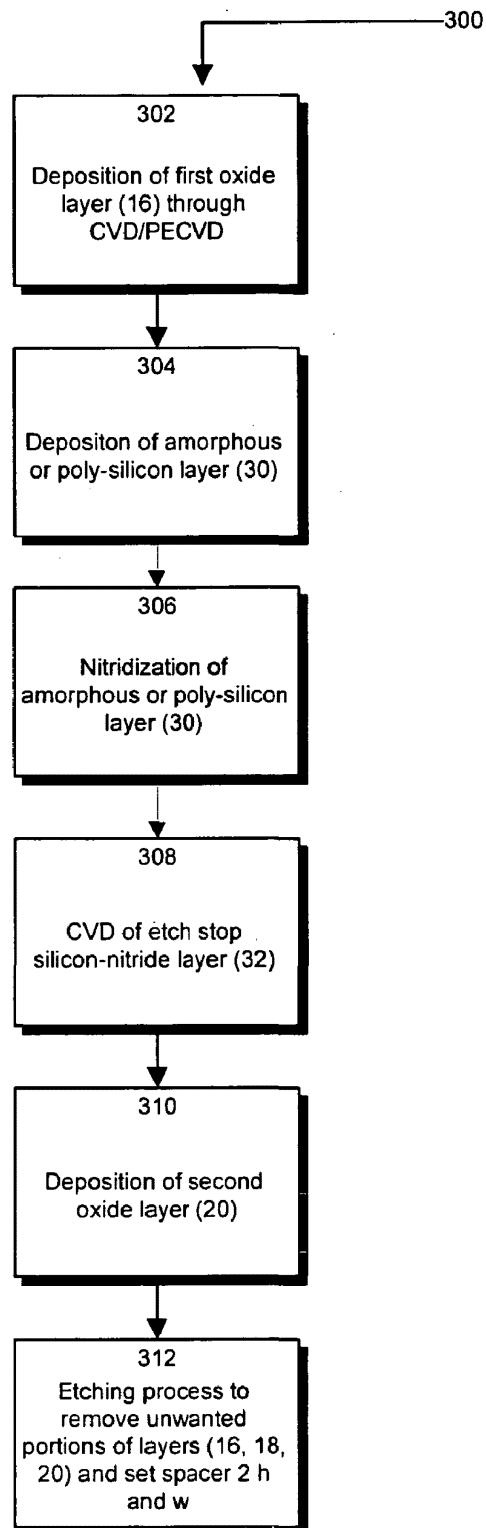 300
302
Deposition of first oxide
layer (16) through
CVD/PECVD
304
Depositon of amorphous
or poly-silicon layer (30)
306
Nitridization of
amorphous or poly-silicon
layer (30)
308
CVD of etch stop
silicon-nitride layer (32)
310
Deposition of second
oxide layer (20)
312
Etching process to
remove unwanted
portions of layers (16, 18,
20) and set spacer 2 h
and w